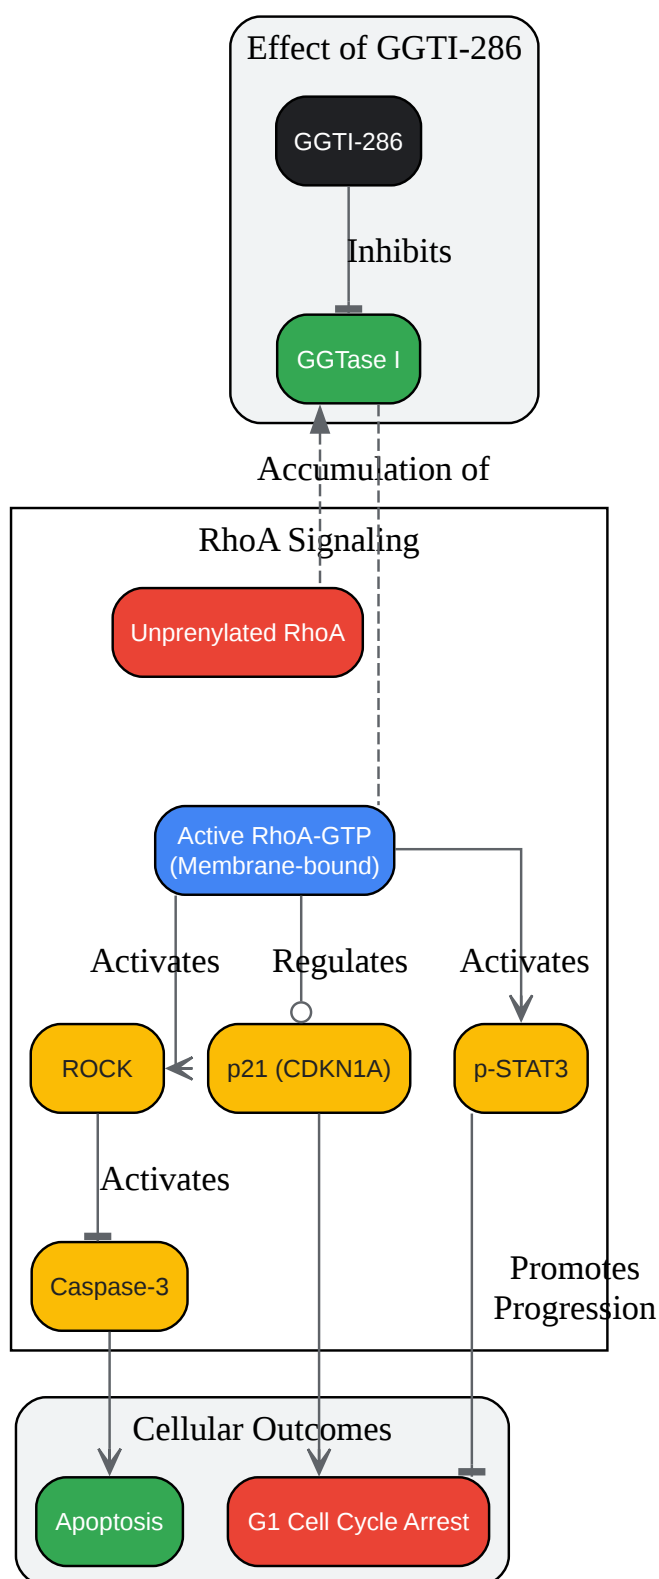 Effect of GGTI-286
GGTI-286
Inhibits
GGTase I
Accumulation of
RhoA Signaling
Unprenylated RhoA
Active RhoA-GTP
(Membrane-bound)
Activates
Regulates
Activates
ROCK
p21 (CDKN1A)
p-STAT3
Activates
Caspase-3
Promotes
Progression
Cellular Outcomes
Apoptosis
G1 Cell Cycle Arrest